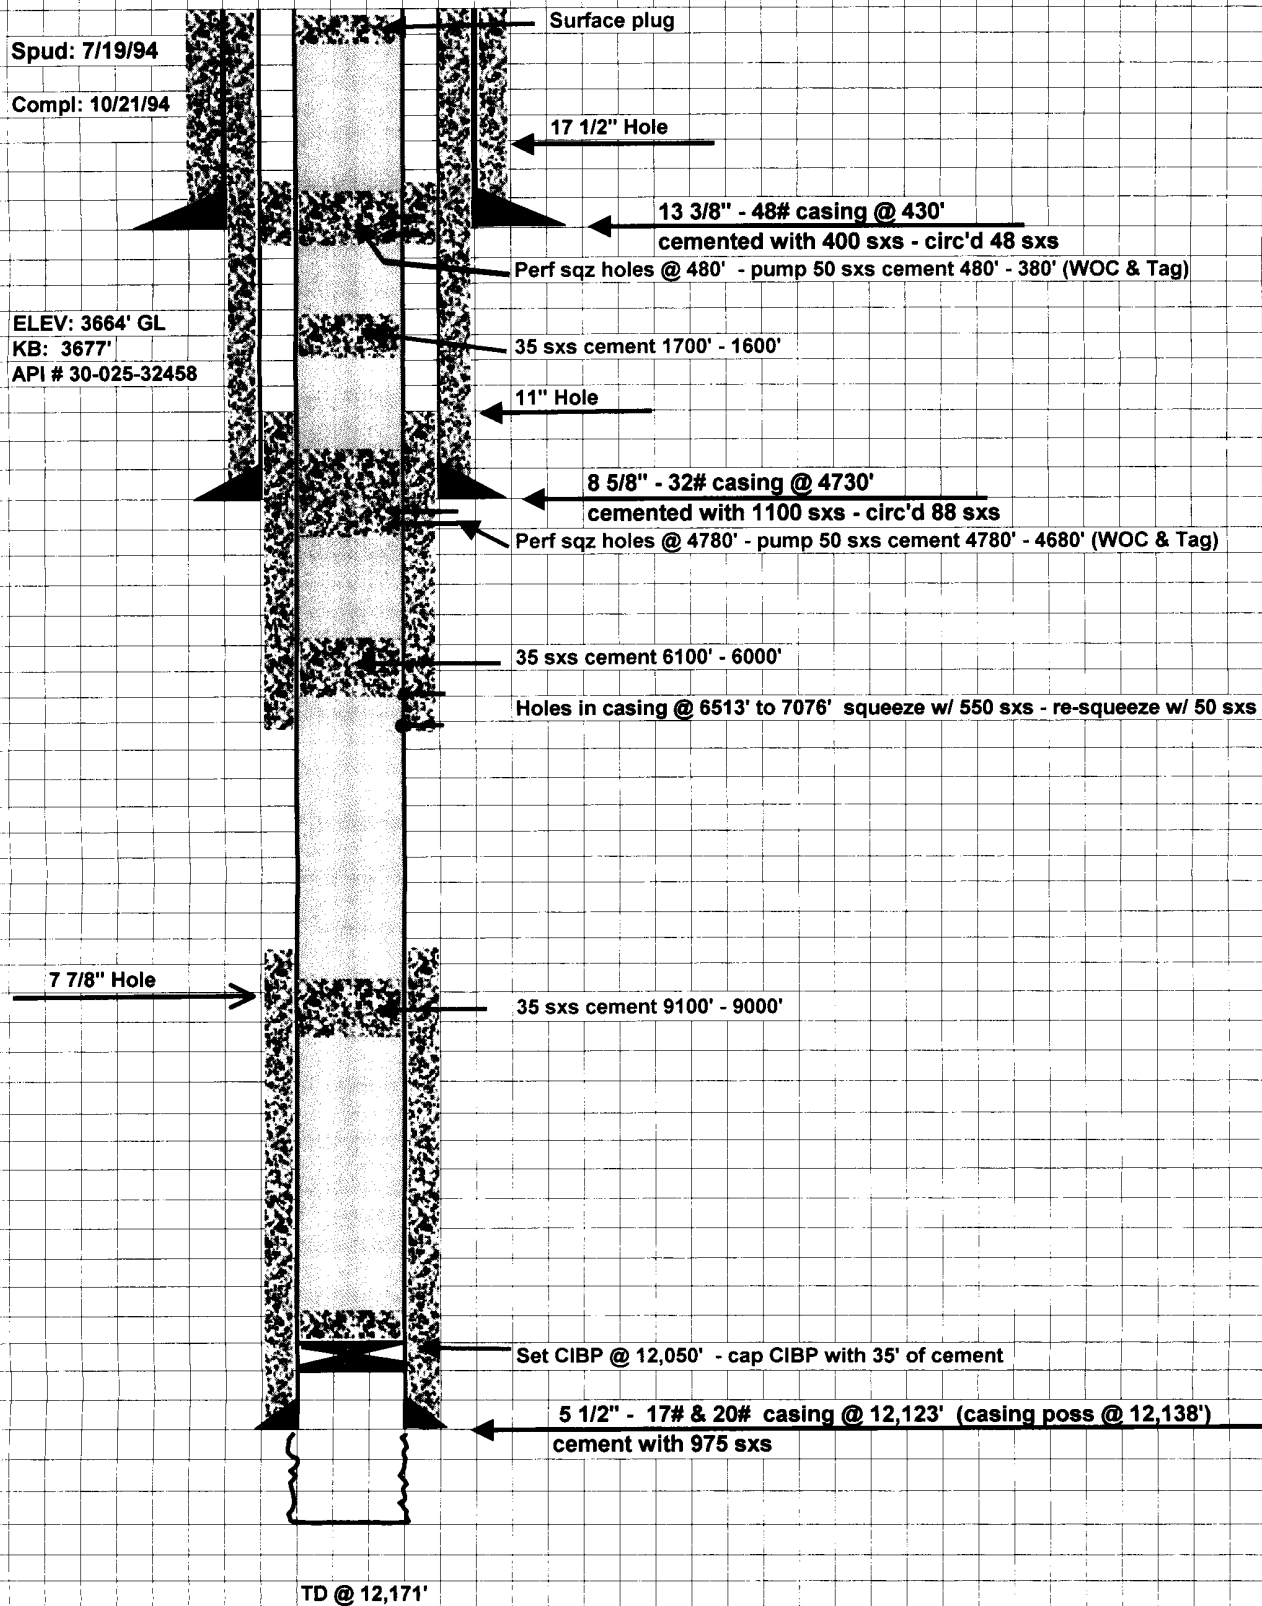 Surface plug
Spud: 7/19/94
Compl: 10/21/94
17 1/2" Hole
13 3/8" - 48# casing @ 430'
cemented with 400 sxs - circ'd 48 sxs
Perf sqz holes @ 480' - pump 50 sxs cement 480' - 380' (WOC & Tag)
ELEV: 3664' GL
KB: 3677'
API # 30-025-32458
35 sxs cement 1700' - 1600'
11" Hole
8 5/8" - 32# casing @ 4730'
cemented with 1100 sxs - circ'd 88 sxs
Perf sqz holes @ 4780' - pump 50 sxs cement 4780' - 4680' (WOC & Tag)
35 sxs cement 6100' - 6000'
Holes in casing @ 6513' to 7076' squeeze w/ 550 sxs - re-squeeze w/ 50 sxs
7 7/8" Hole
35 sxs cement 9100' - 9000'
Set CIBP @ 12,050' - cap CIBP with 35' of cement
5 1/2" - 17# & 20# casing @ 12,123' (casing poss @ 12,138')
cement with 975 sxs
TD @ 12,171'